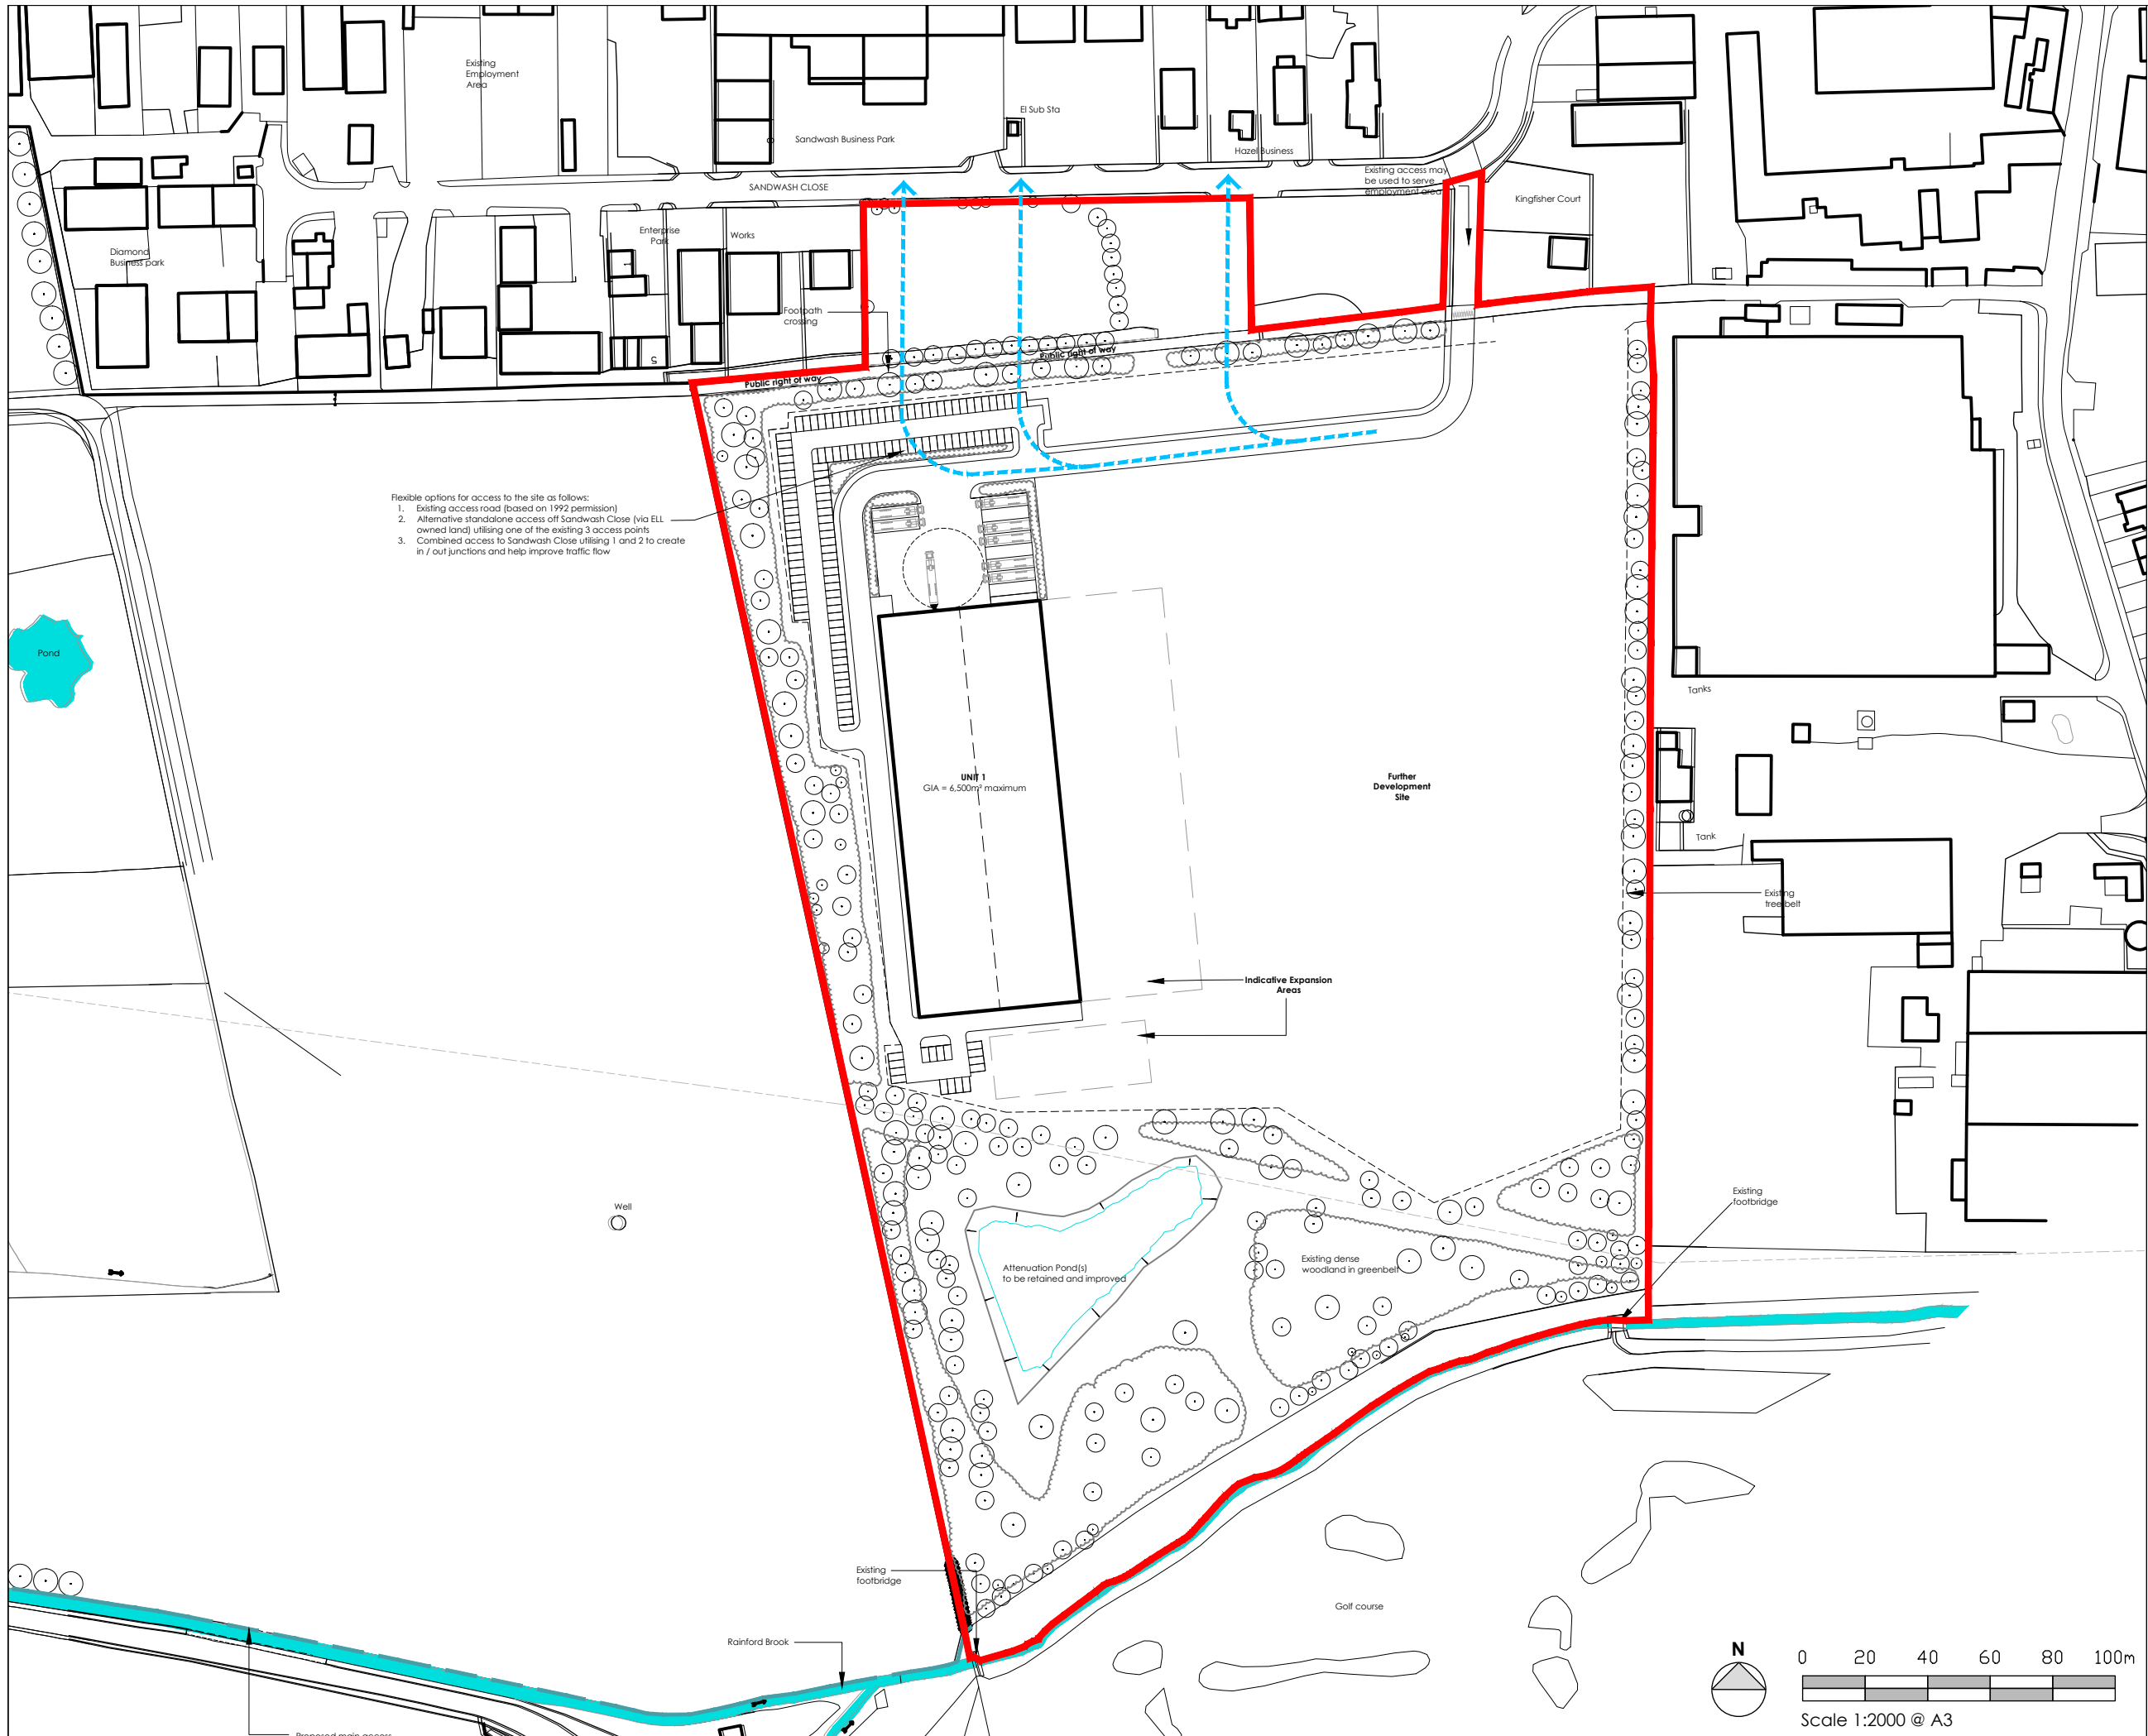 Existing
Employment
Area
El Sub Sta
Sandwash Business Park
Hazel Business
SANDWASH CLOSE
Existing access may
be used to serve
employment area
Kingfisher Court
Enterprise
Park
Works
Diamond
Business park
Footpath
crossing
Public right of way
Public right of way
Flexible options for access to the site as follows:
1. Existing access road (based on 1992 permission)
2. Alternative standalone access off Sandwash Close (via ELL
owned land) utilising one of the existing 3 access points
3. Combined access to Sandwash Close utilising 1 and 2 to create
in / out junctions and help improve traffic flow
Pond
Tanks
UNIT 1
GIA = 6,500m² maximum
Further
Development
Site
Tank
Existing
tree belt
Indicative Expansion
Areas
Existing
footbridge
Well
Existing dense
woodland in greenbelt
Attenuation Pond(s)
to be retained and improved
Existing
footbridge
Golf course
Rainford Brook
N
0 20 40 60 80 100m
Scale 1:2000 @ A3
Proposed main access